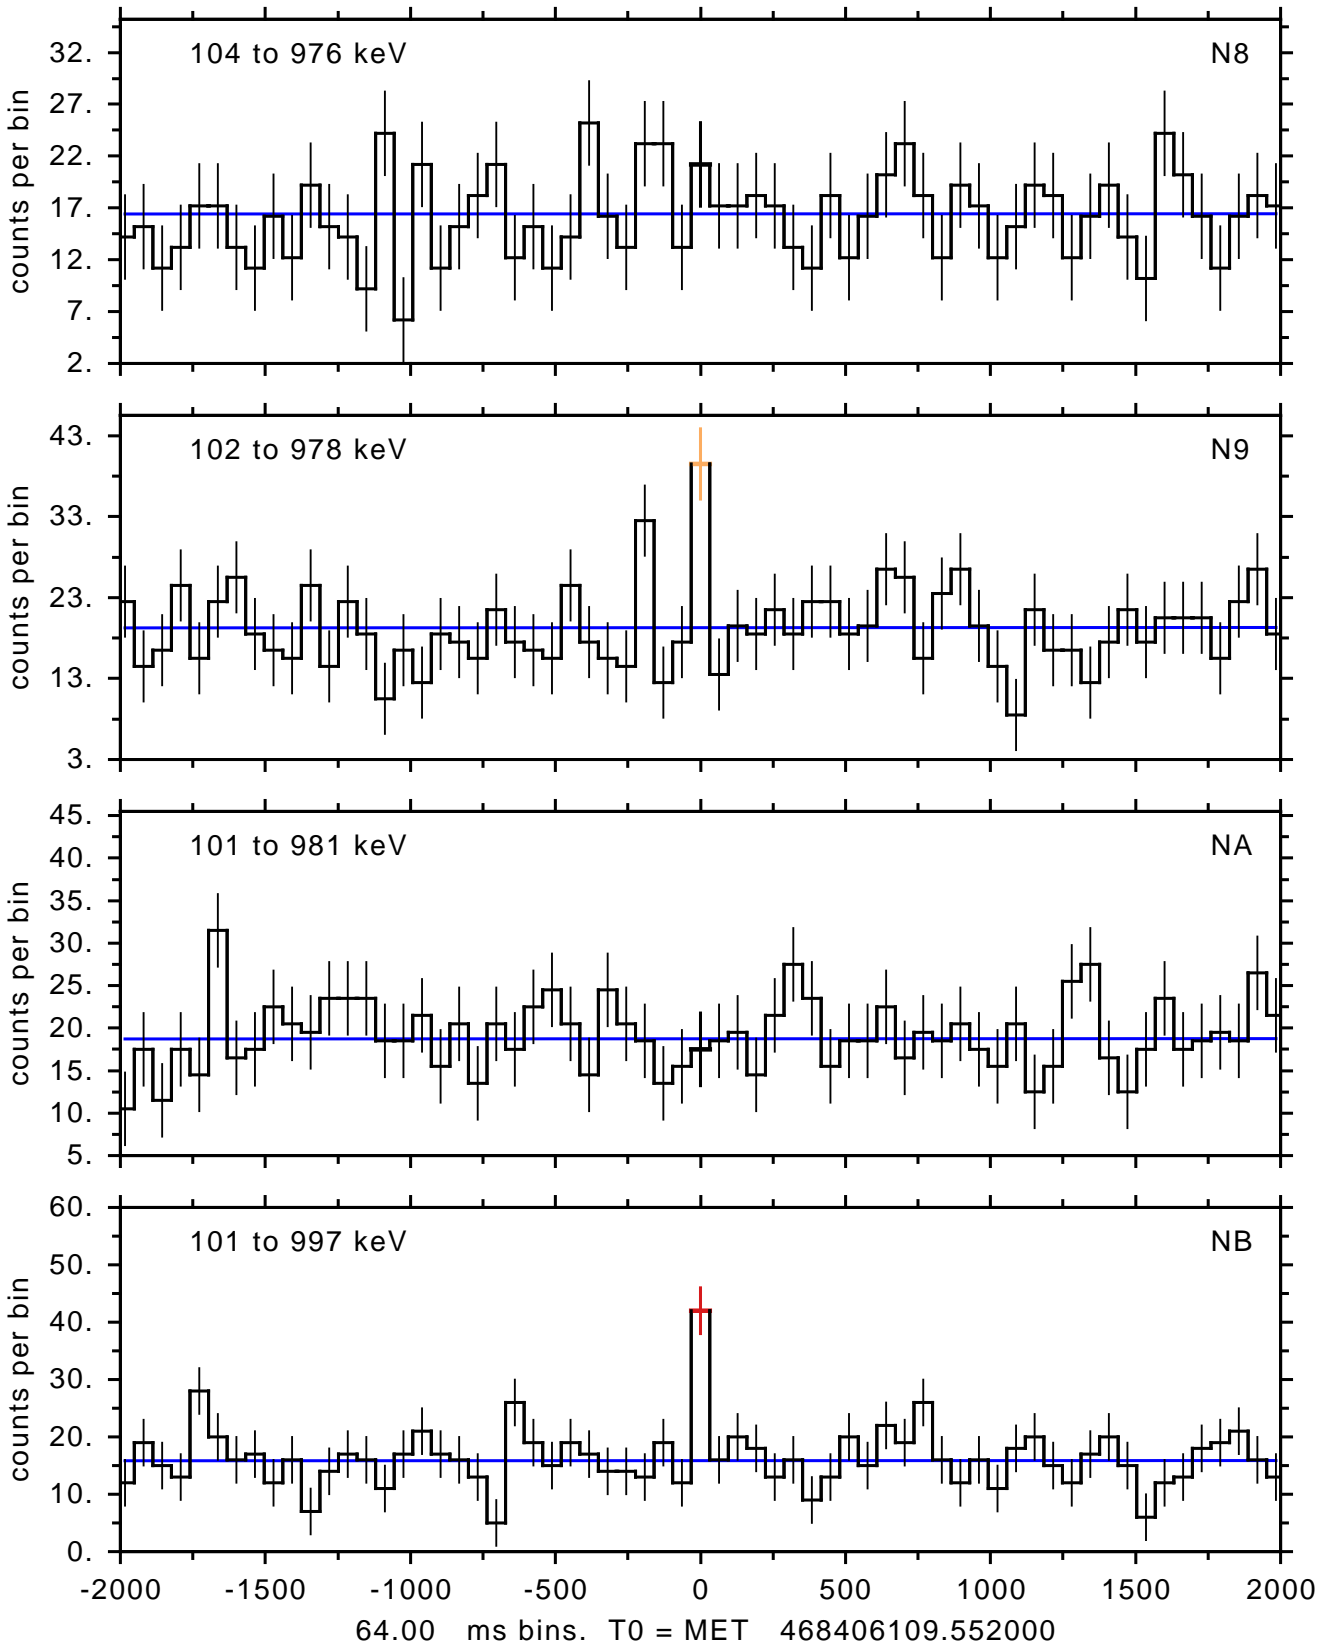 104 to 976 keV N8
counts per bin
32.
27.
22.
17.
12.
7.
2.
102 to 978 keV N9
counts per bin
43.
33.
23.
13.
3.
101 to 981 keV NA
counts per bin
45.
40.
35.
30.
25.
20.
15.
10.
5.
101 to 997 keV NB
counts per bin
60.
50.
40.
30.
20.
10.
0.
-2000 -1500 -1000 -500 0 500 1000 1500 2000
64.00 ms bins. T0 = MET 468406109.552000